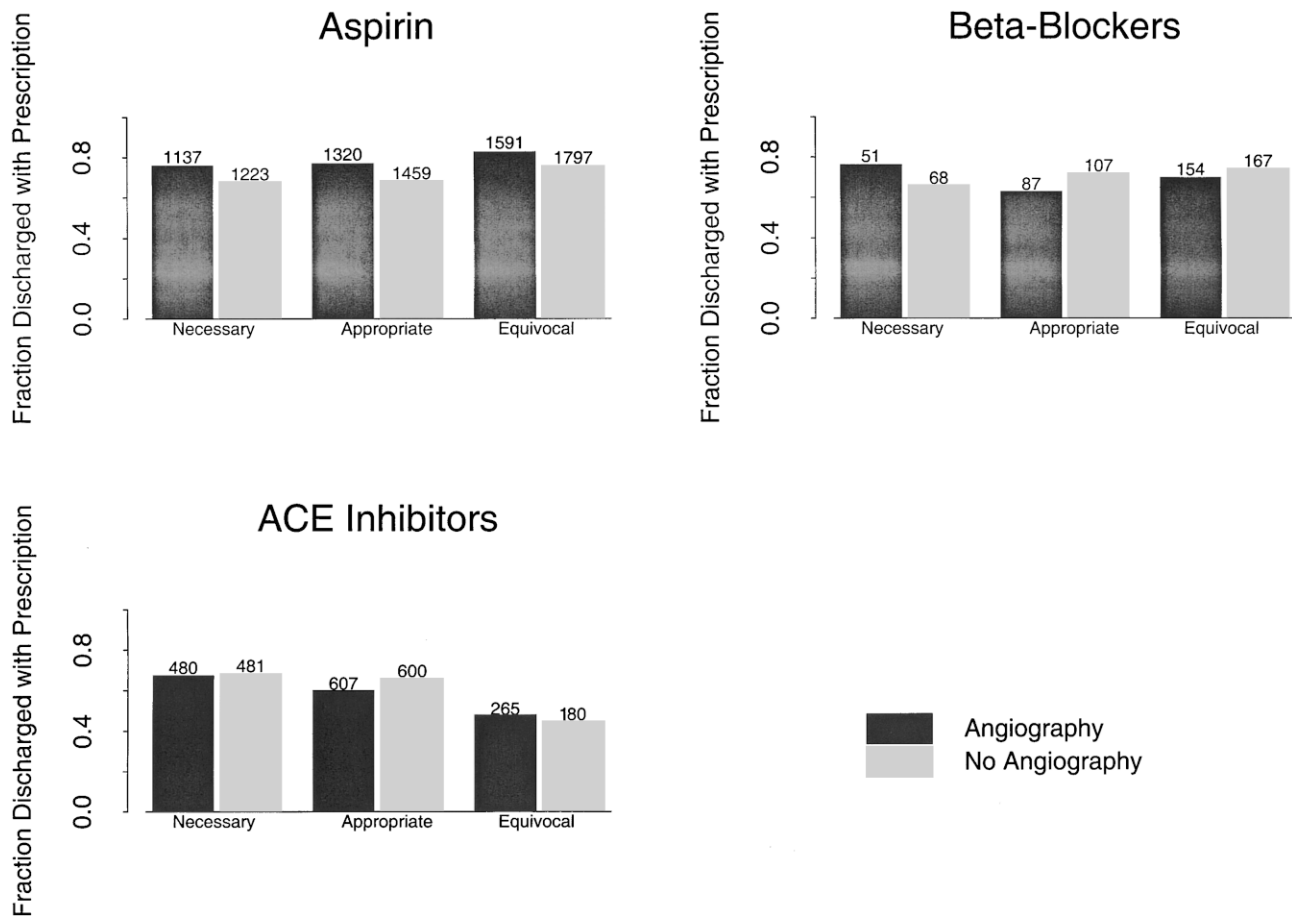 Aspirin
Fraction Discharged with Prescription
0.8
0.4
0.0
1137
1223
1320
1459
1591
1797
Necessary
Appropriate
Equivocal
Beta-Blockers
Fraction Discharged with Prescription
0.8
0.4
0.0
51
68
87
107
154
167
Necessary
Appropriate
Equivocal
ACE Inhibitors
Fraction Discharged with Prescription
0.8
0.4
0.0
480
481
607
600
265
180
Necessary
Appropriate
Equivocal
Angiography
No Angiography